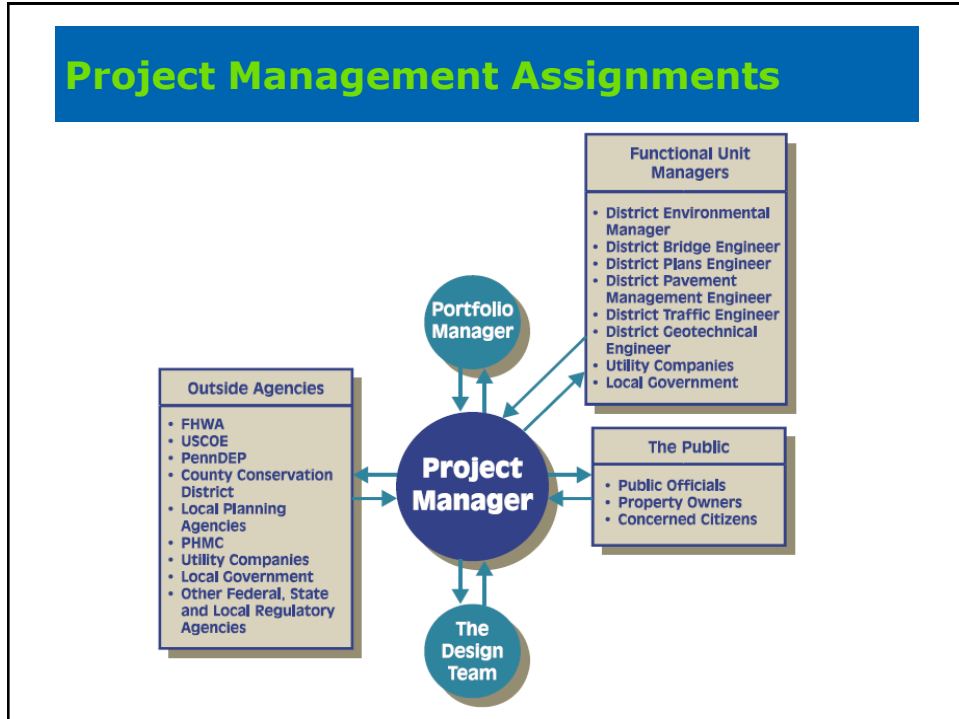 Project Management Assignments
Functional Unit
Managers
• District Environmental
Manager
• District Bridge Engineer
• District Plans Engineer
• District Pavement
Management Engineer
• District Traffic Engineer
• District Geotechnical
Engineer
• Utility Companies
• Local Government
Portfolio
Manager
Outside Agencies
• FHWA
• USCOE
• PennDEP
• County Conservation
District
• Local Planning
Agencies
• PHMC
• Utility Companies
• Local Government
• Other Federal, State
and Local Regulatory
Agencies
Project
Manager
The Public
• Public Officials
• Property Owners
• Concerned Citizens
The
Design
Team